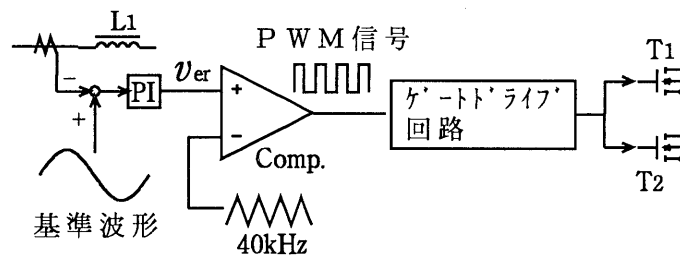 L1
PWM信号
T1
−
PI
ver
+
ｹﾞｰﾄﾄﾞﾗｲﾌﾞ
回路
+
−
Comp.
T2
基準波形
40kHz